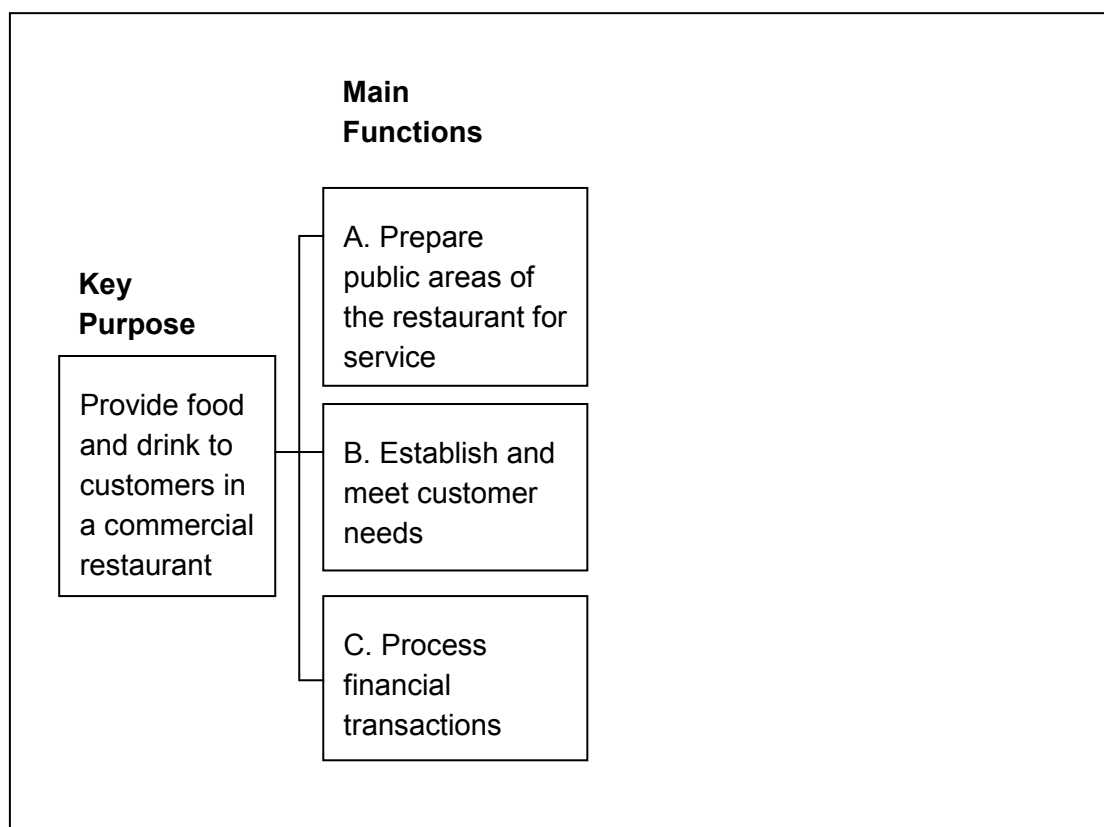 Main
Functions
A. Prepare
public areas of
the restaurant for
service
Key
Purpose
Provide food
and drink to
customers in
a commercial
restaurant
B. Establish and
meet customer
needs
C. Process
financial
transactions